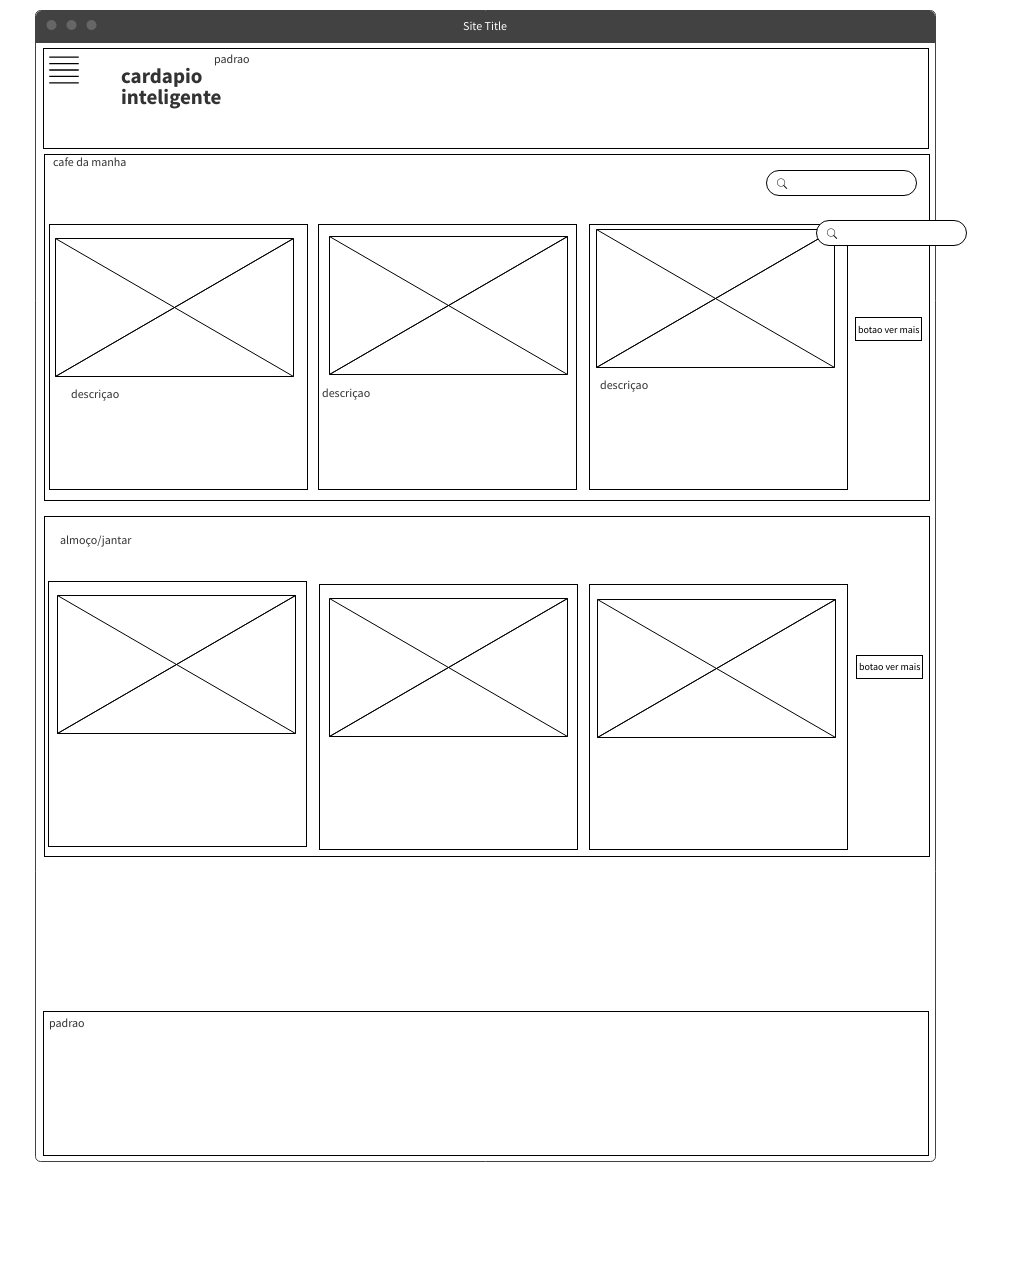 Site Title
padrao
cardapio
inteligente
cafe da manha
botao ver mais
descriçao
descriçao
descriçao
almoço/jantar
botao ver mais
padrao